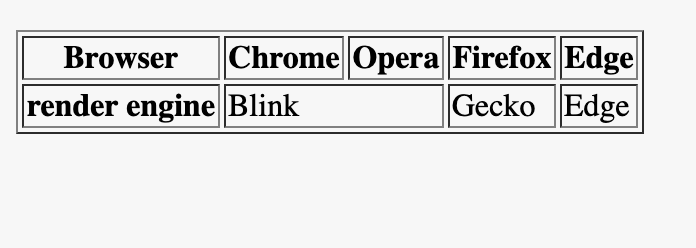 Browser Chrome Opera Firefox Edge
render engine Blink Gecko Edge